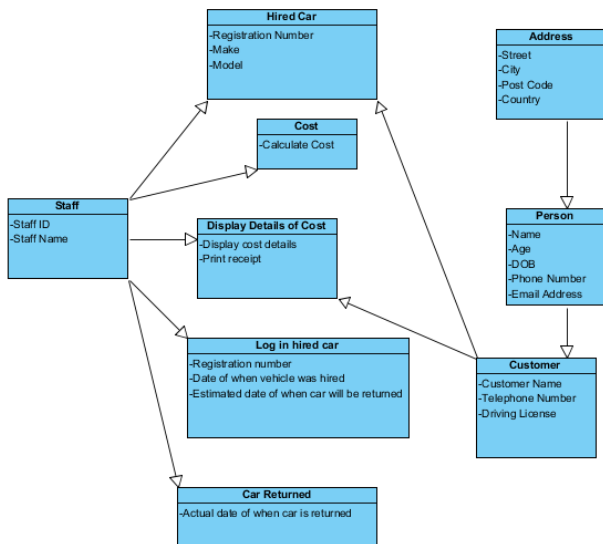 Hired Car
-Registration Number
-Make
-Model
Address
-Street
-City
-Post Code
-Country
Cost
-Calculate Cost
Staff
-Staff ID
-Staff Name
Display Details of Cost
-Display cost details
-Print receipt
Person
-Name
-Age
-DOB
-Phone Number
-Email Address
Log in hired car
-Registration number
-Date of when vehicle was hired
-Estimated date of when car will be returned
Customer
-Customer Name
-Telephone Number
-Driving License
Car Returned
-Actual date of when car is returned